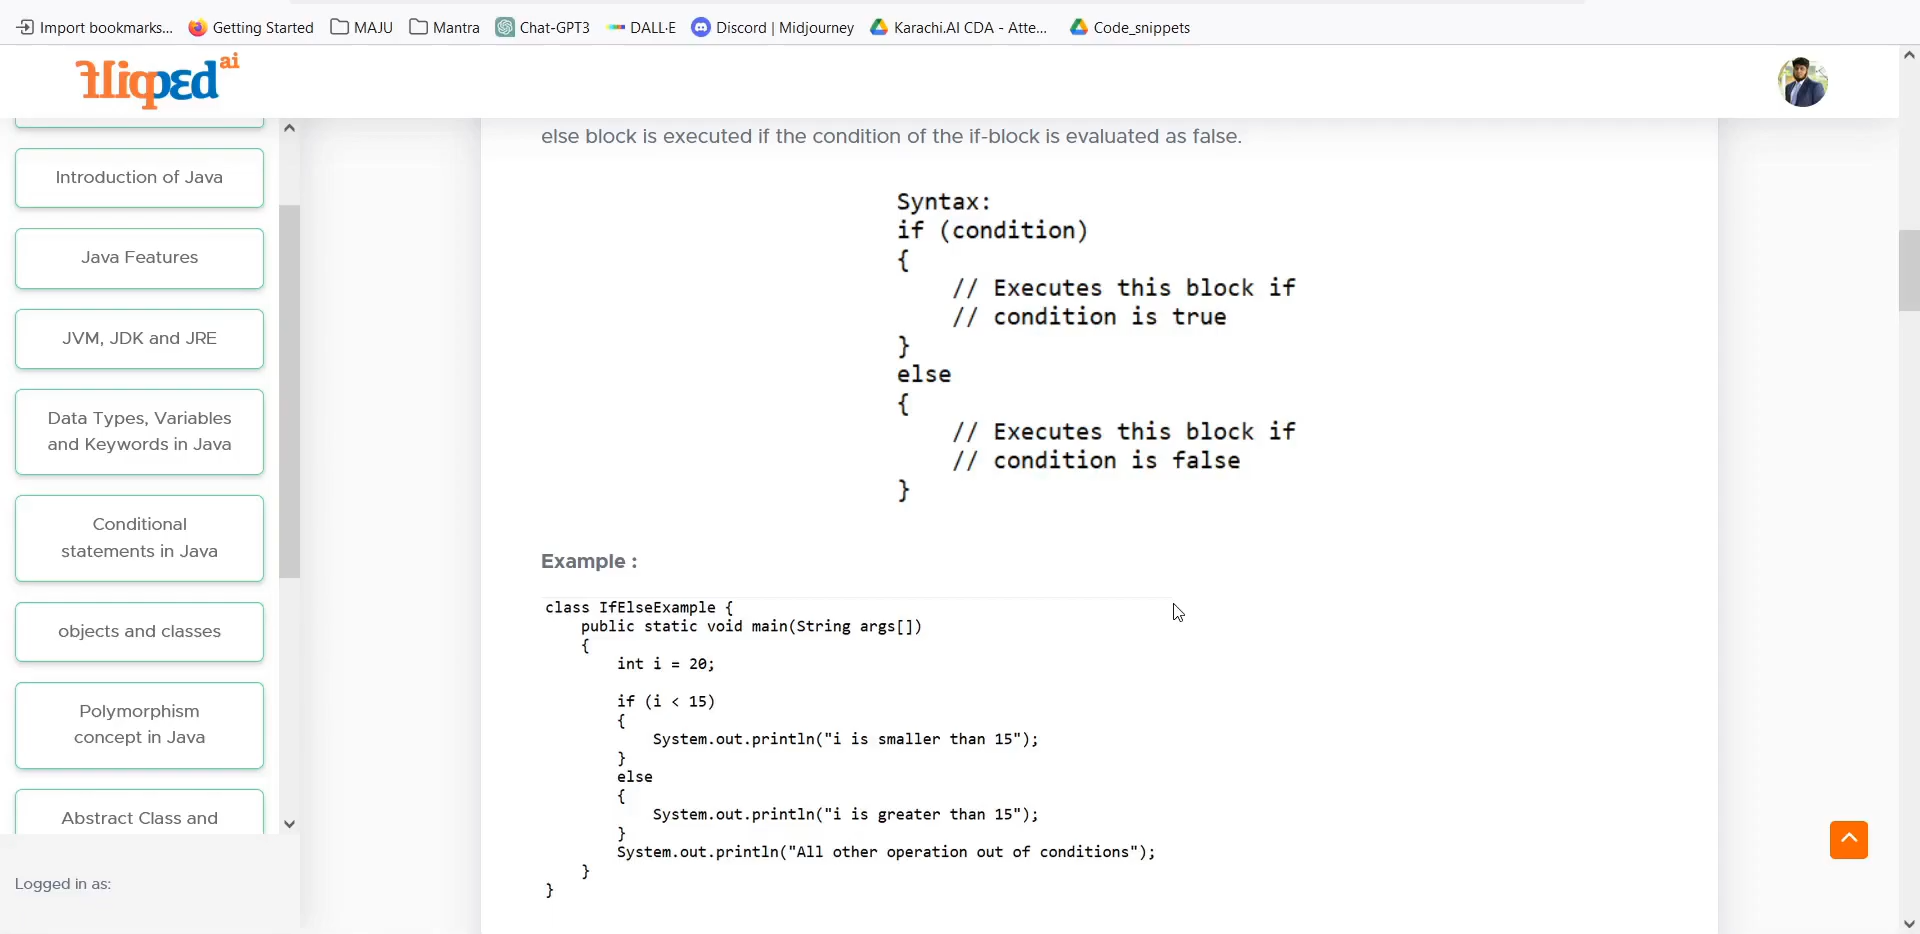 Import bookmarks... Getting Started MAJU Mantra Chat-GPT3 DALL·E Discord | Midjourney Karachi.AI CDA - Atte... Code_snippets
flipped ai
Introduction of Java
Java Features
JVM, JDK and JRE
Data Types, Variables
and Keywords in Java
Conditional
statements in Java
objects and classes
Polymorphism
concept in Java
Abstract Class and
Logged in as:
else block is executed if the condition of the if-block is evaluated as false.
Syntax:
if (condition)
{
    // Executes this block if
    // condition is true
}
else
{
    // Executes this block if
    // condition is false
}
Example :
class IfElseExample {
    public static void main(String args[])
    {
        int i = 20;
        if (i < 15)
        {
            System.out.println("i is smaller than 15");
        }
        else
        {
            System.out.println("i is greater than 15");
        }
        System.out.println("All other operation out of conditions");
    }
}